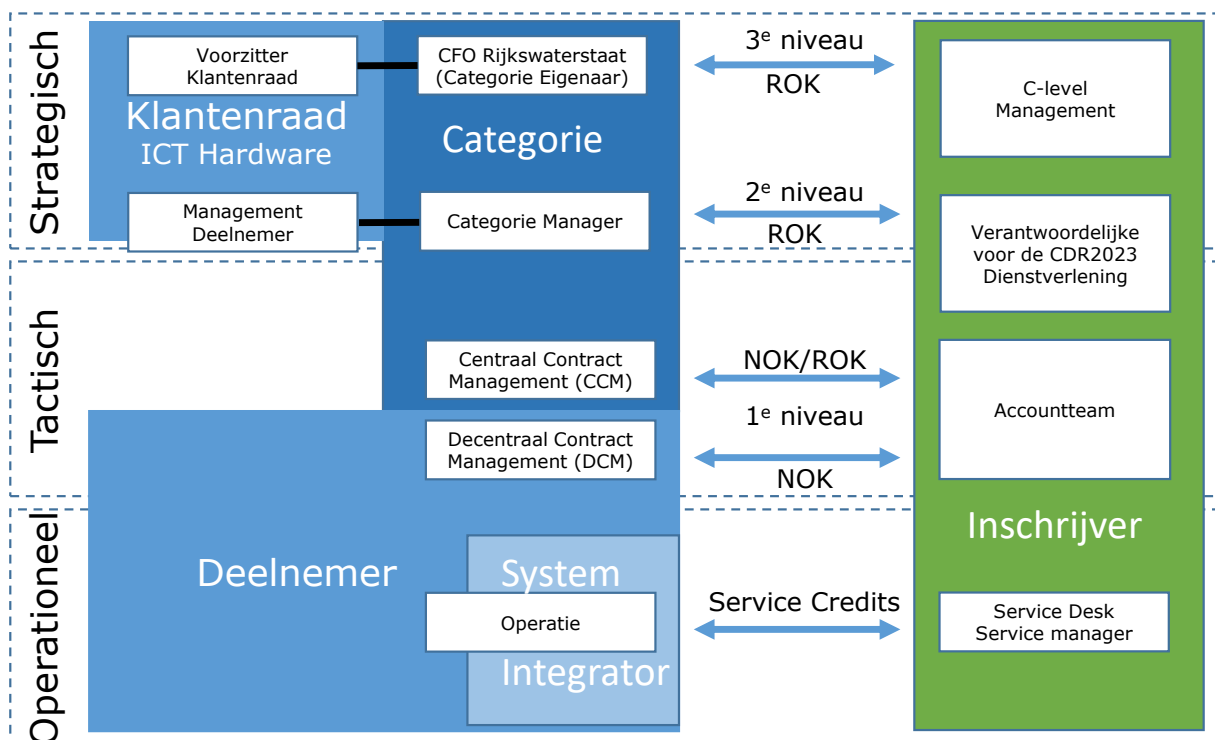 Strategisch
Voorzitter
Klantenraad
CFO Rijkswaterstaat
(Categorie Eigenaar)
3e niveau
ROK
C-level
Management
Klantenraad
ICT Hardware
Categorie
Management
Deelnemer
Categorie Manager
2e niveau
ROK
Verantwoordelijke
voor de CDR2023
Dienstverlening
Tactisch
Centraal Contract
Management (CCM)
NOK/ROK
1e niveau
Accountteam
Decentraal Contract
Management (DCM)
NOK
Operationeel
Inschrijver
Deelnemer
System
Operatie
Integrator
Service Credits
Service Desk
Service manager